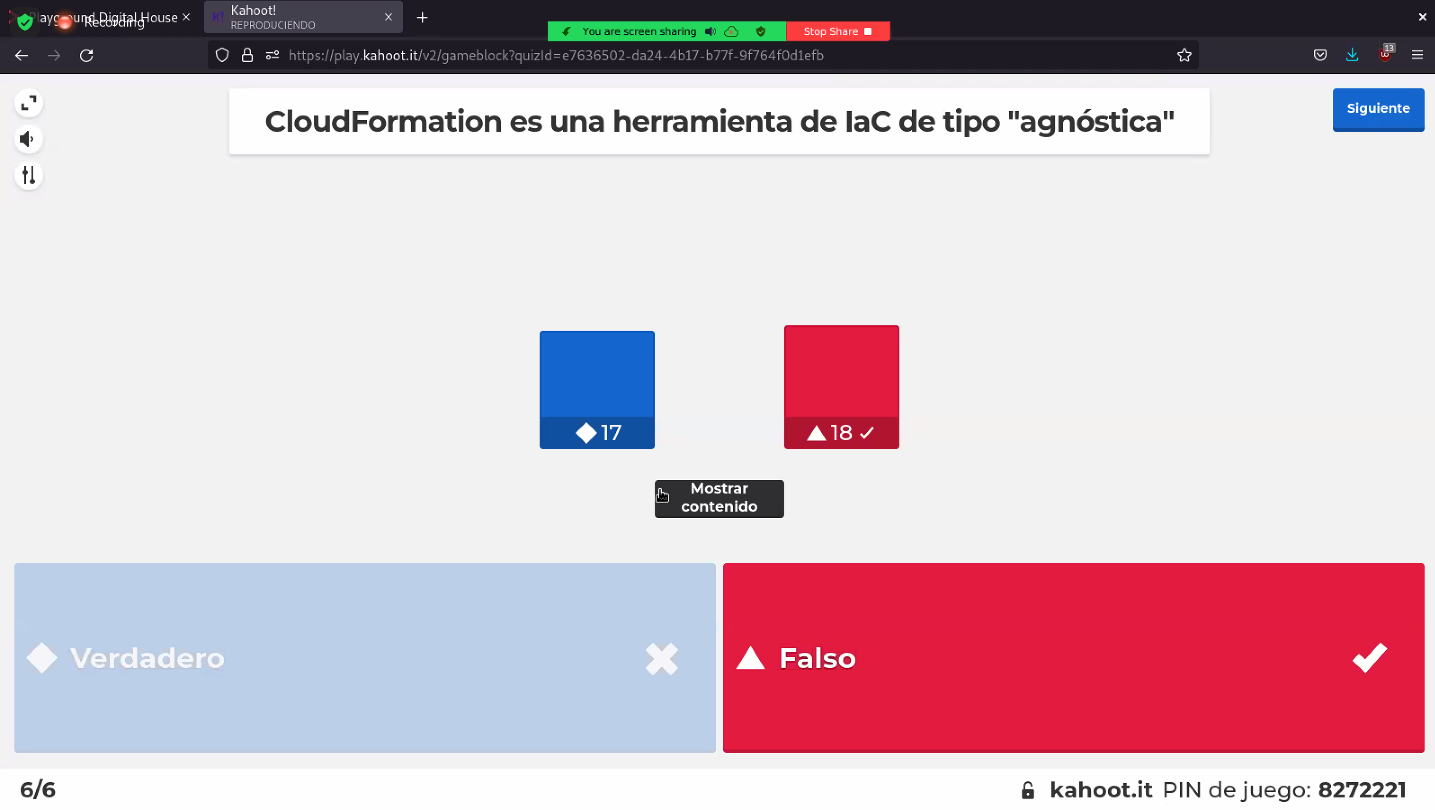 Playground Digital House
Recording
Kahoot!
REPRODUCIENDO
You are screen sharing
Stop Share
https://play.kahoot.it/v2/gameblock?quizId=e7636502-da24-4b17-b77f-9f764f0d1efb
13
CloudFormation es una herramienta de IaC de tipo "agnóstica"
Siguiente
17
18
Mostrar
contenido
Verdadero
Falso
6/6
kahoot.it PIN de juego: 8272221